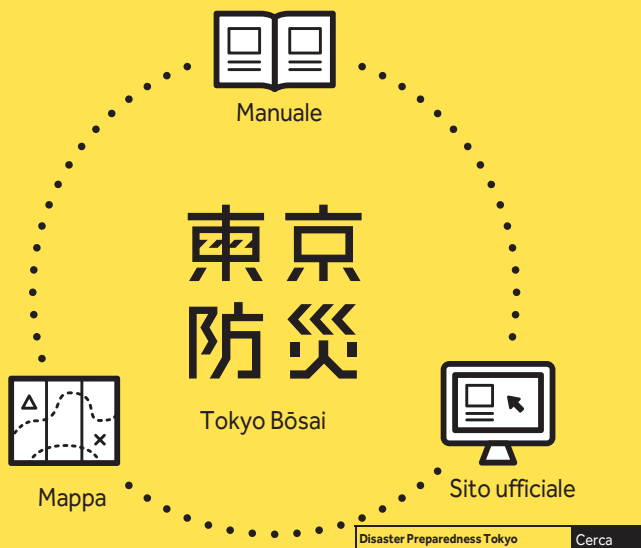 Manuale
東京
防災
Tokyo Bōsai
Mappa
Sito ufficiale
Disaster Preparedness Tokyo
Cerca